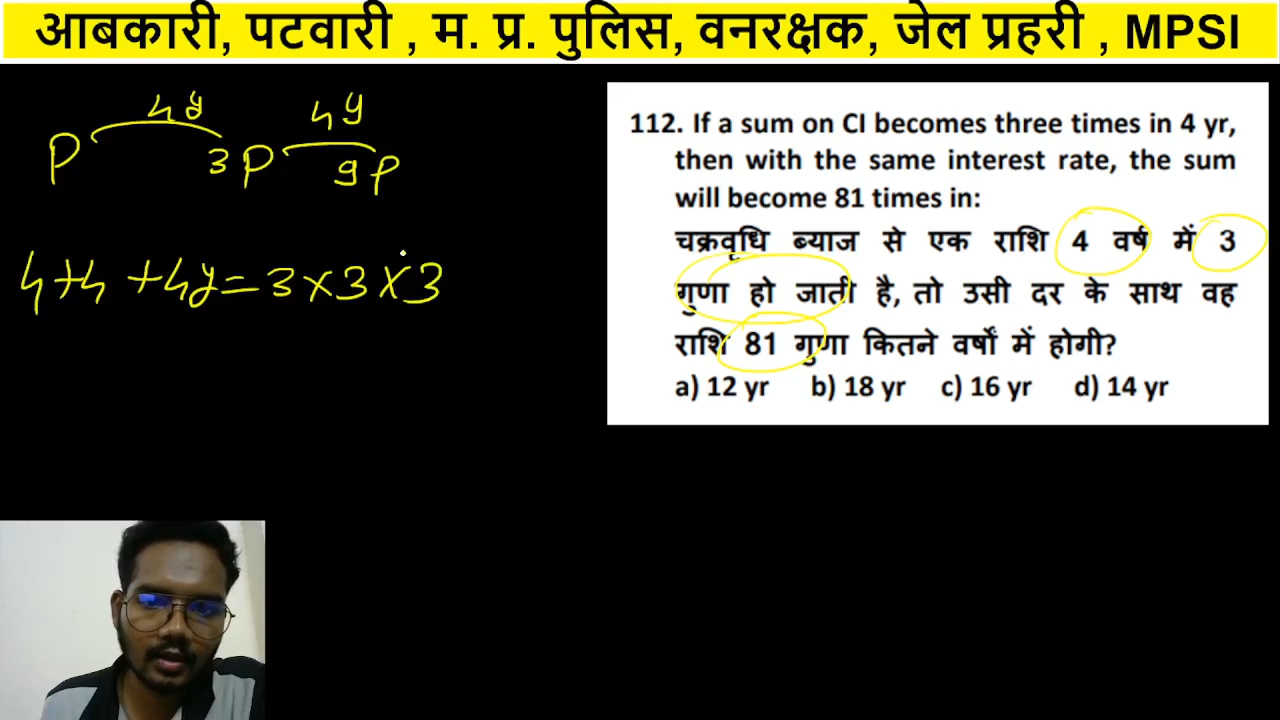 आबकारी, पटवारी , म. प्र. पुलिस, वनरक्षक, जेल प्रहरी , MPSI
4y 4y
P 3P 9P
4+4 +4y=3×3×3
112. If a sum on CI becomes three times in 4 yr,
then with the same interest rate, the sum
will become 81 times in:
चक्रवृधि ब्याज से एक राशि 4 वर्ष में 3
गुणा हो जाती है, तो उसी दर के साथ वह
राशि 81 गुणा कितने वर्षों में होगी?
a) 12 yr b) 18 yr c) 16 yr d) 14 yr